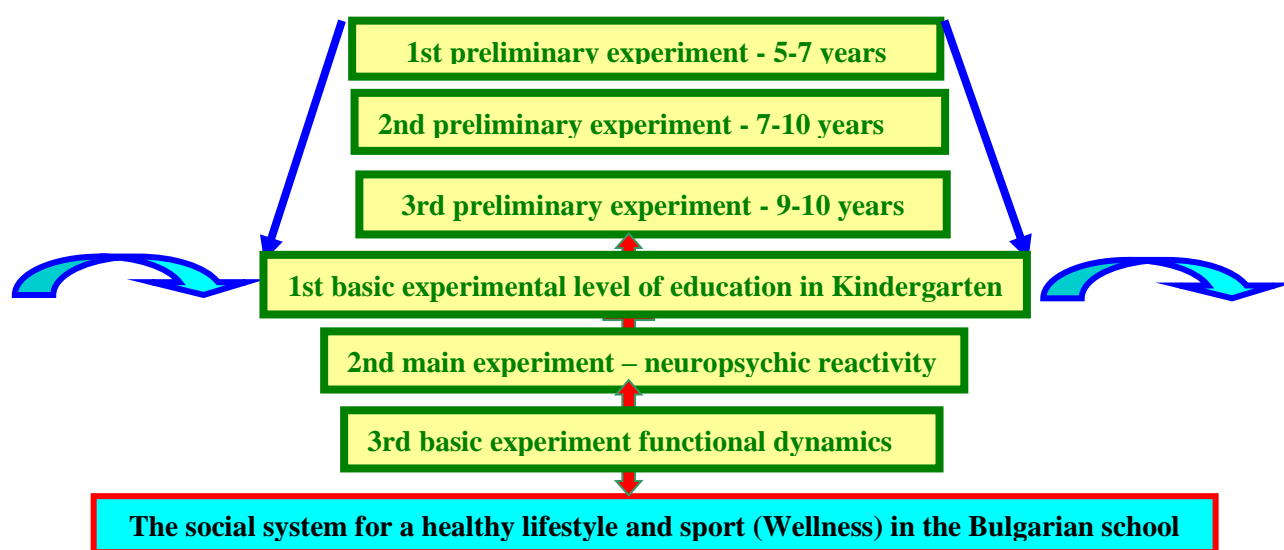 1st preliminary experiment - 5-7 years
2nd preliminary experiment - 7-10 years
3rd preliminary experiment - 9-10 years
1st basic experimental level of education in Kindergarten
2nd main experiment – neuropsychic reactivity
3rd basic experiment functional dynamics
The social system for a healthy lifestyle and sport (Wellness) in the Bulgarian school